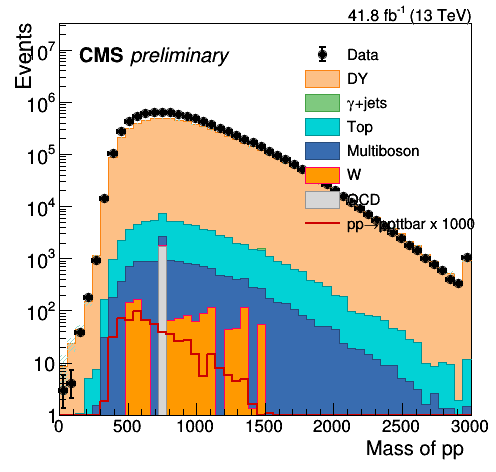 41.8 fb⁻¹ (13 TeV)
Events
CMS preliminary
Data
DY
γ+jets
Top
Multiboson
W
QCD
pp→ppttbar x 1000
10⁷
10⁶
10⁵
10⁴
10³
10²
10
1
0 500 1000 1500 2000 2500 3000
Mass of pp